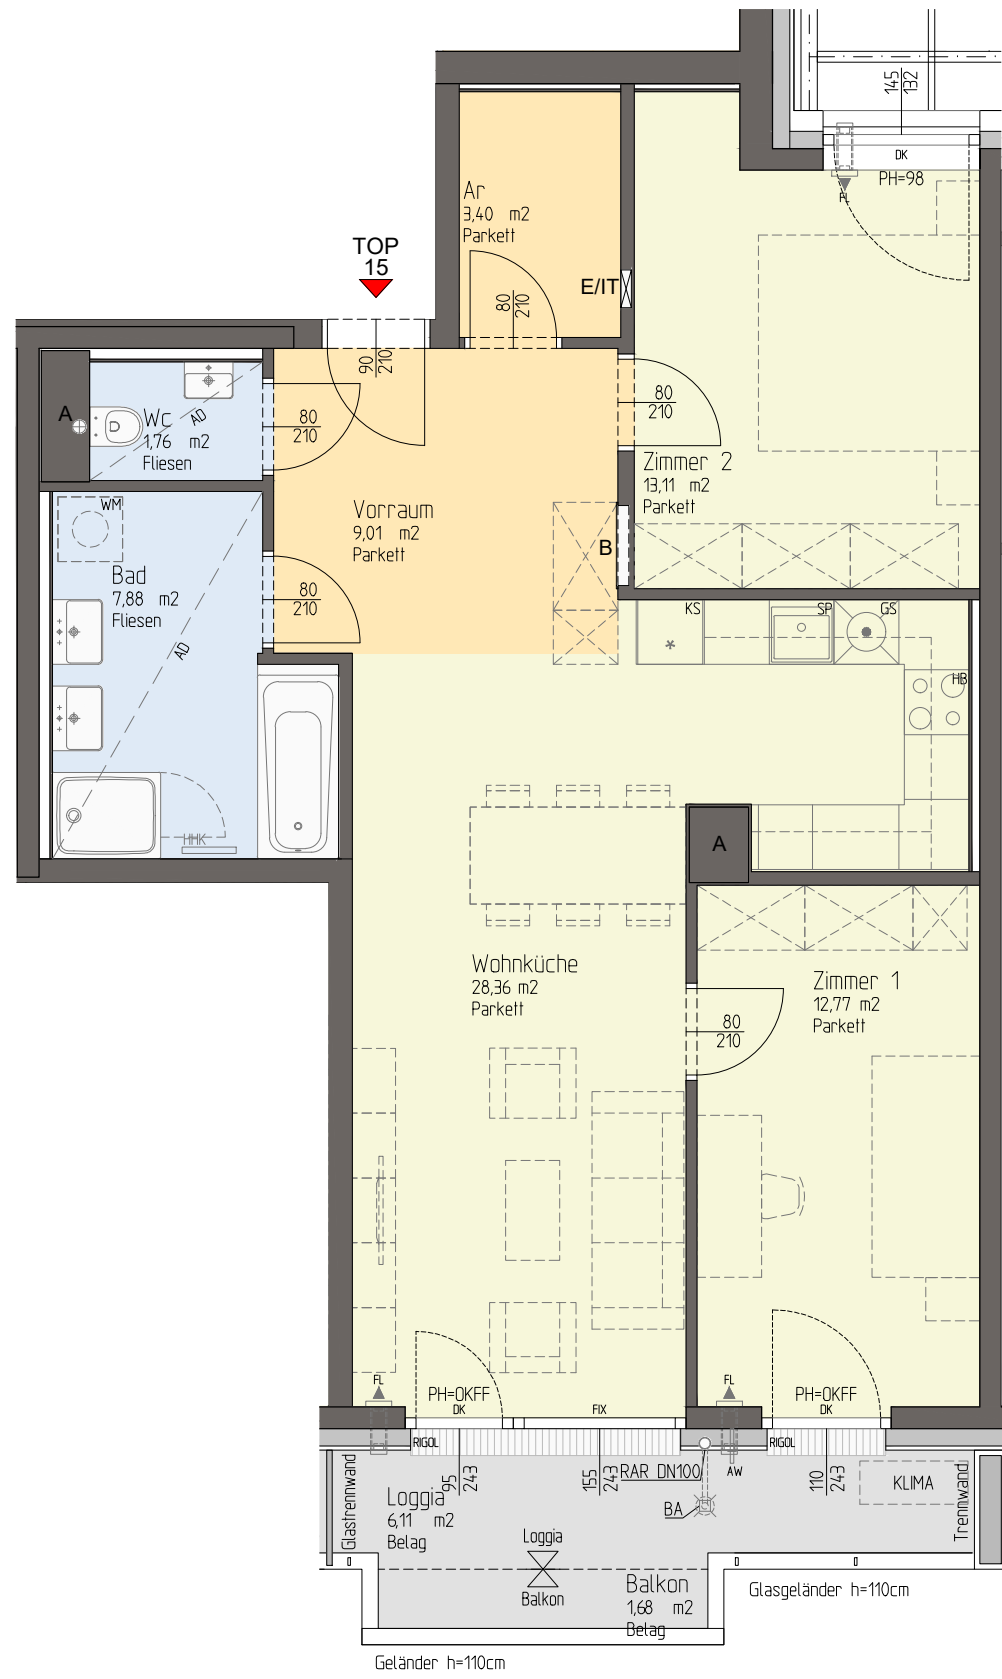 145
132
DK
PH=98
FL
Ar
3,40 m2
Parkett
TOP
15
E/IT
80
210
90
210
80
210
A
Wc
1,76 m2
Fliesen
AD
80
210
Zimmer 2
13,11 m2
Parkett
WM
Vorraum
9,01 m2
Parkett
B
Bad
7,88 m2
Fliesen
80
210
AD
KS
SP
GS
HB
HHK
A
Wohnküche
28,36 m2
Parkett
Zimmer 1
12,77 m2
Parkett
80
210
FL
PH=OKFF
DK
FIX
FL
PH=OKFF
DK
RIGOL
RIGOL
Glastrennwand
95
243
155
243
RAR DN100
AW
110
243
KLIMA
Trennwand
Loggia
6,11 m2
Belag
BA
Loggia
Balkon
Balkon
1,68 m2
Belag
Glasgeländer h=110cm
Geländer h=110cm